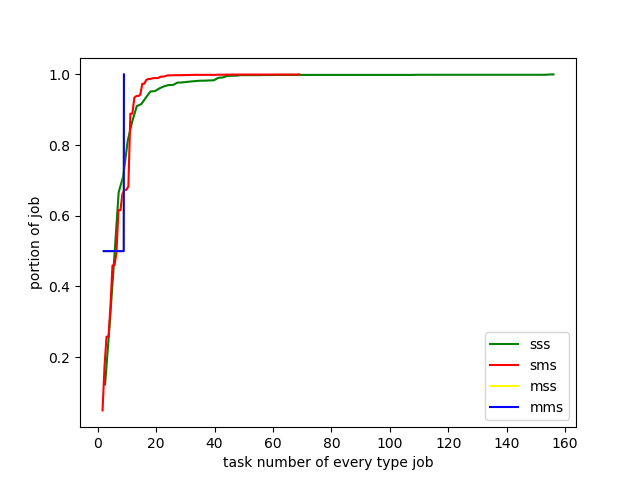 1.0
0.8
0.6
0.4
0.2
portion of job
0 20 40 60 80 100 120 140 160
task number of every type job
sss
sms
mss
mms